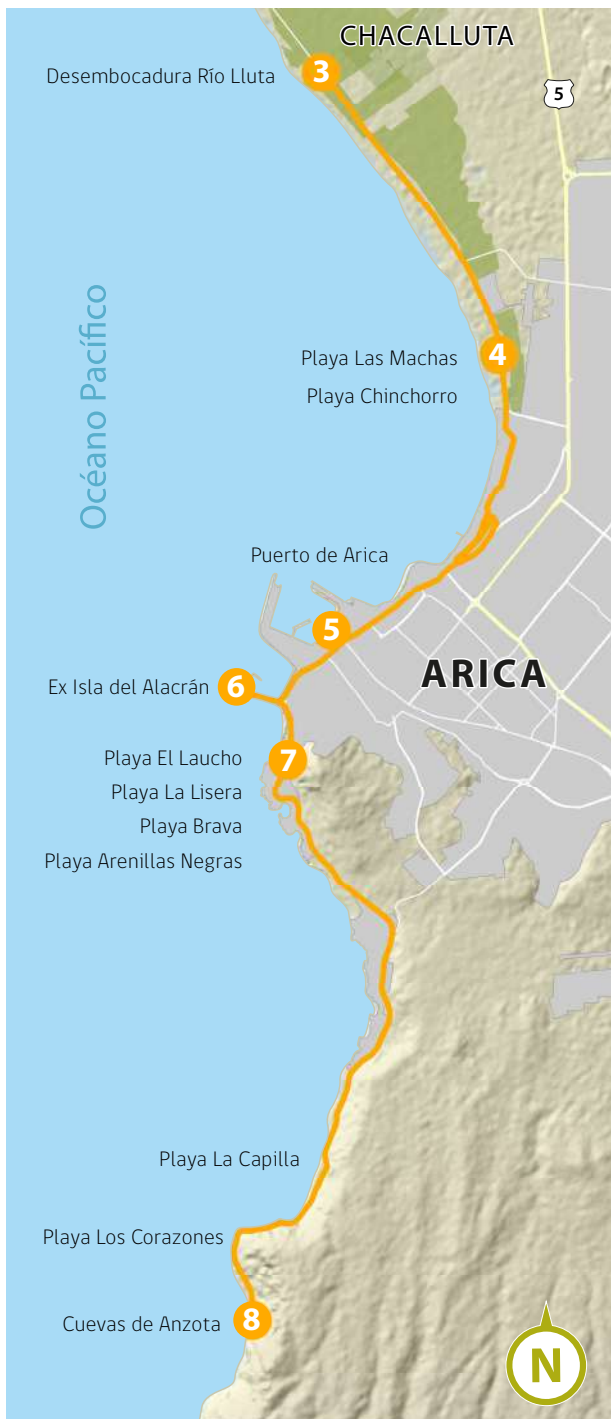 CHACALLUTA
Desembocadura Río Lluta
3
5
Océano Pacífico
4
Playa Las Machas
Playa Chinchorro
Puerto de Arica
5
ARICA
Ex Isla del Alacrán
6
Playa El Laucho
7
Playa La Lisera
Playa Brava
Playa Arenillas Negras
Playa La Capilla
Playa Los Corazones
Cuevas de Anzota
8
N